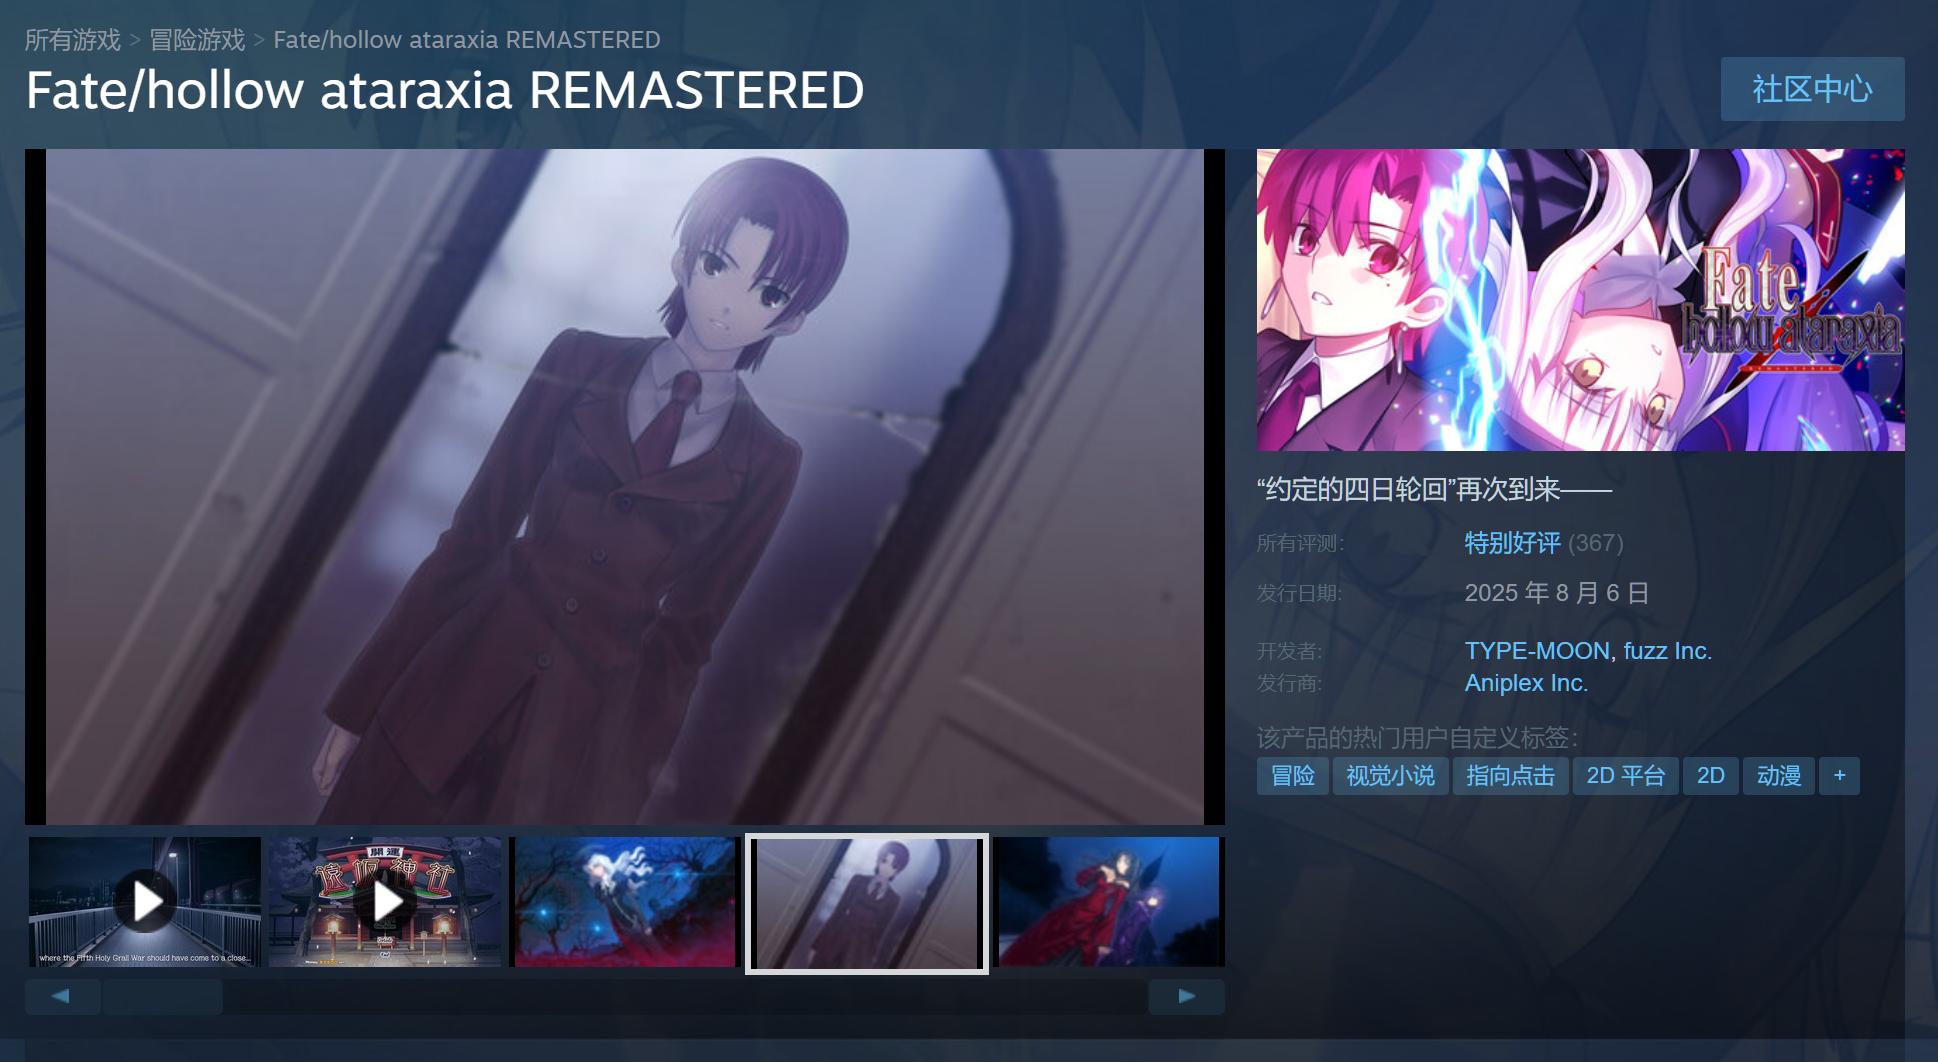 所有游戏 > 冒险游戏 > Fate/hollow ataraxia REMASTERED
Fate/hollow ataraxia REMASTERED
社区中心
Fate
hollow ataraxia
REMASTERED
“约定的四日轮回”再次到来——
所有评测: 特别好评 (367)
发行日期: 2025 年 8 月 6 日
开发者: TYPE-MOON, fuzz Inc.
发行商: Aniplex Inc.
该产品的热门用户自定义标签:
冒险 视觉小说 指向点击 2D 平台 2D 动漫 +
開運
遠坂神社
where the Fifth Holy Grail War should have come to a close...